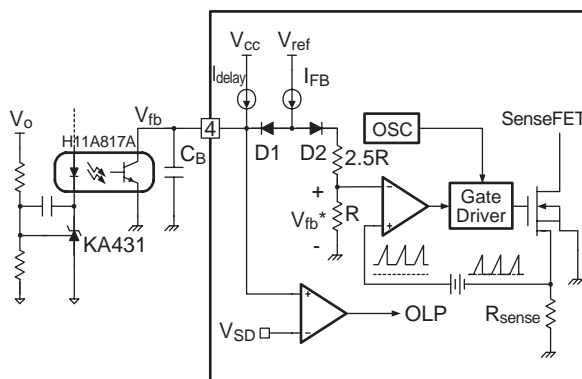 Vcc
Vref
Idelay
IFB
Vo
H11A817A
Vfb
4
CB
D1
D2
2.5R
OSC
SenseFET
+
-
Vfb*
R
-
+
Gate
Driver
KA431
Rsense
VSD
+
-
OLP